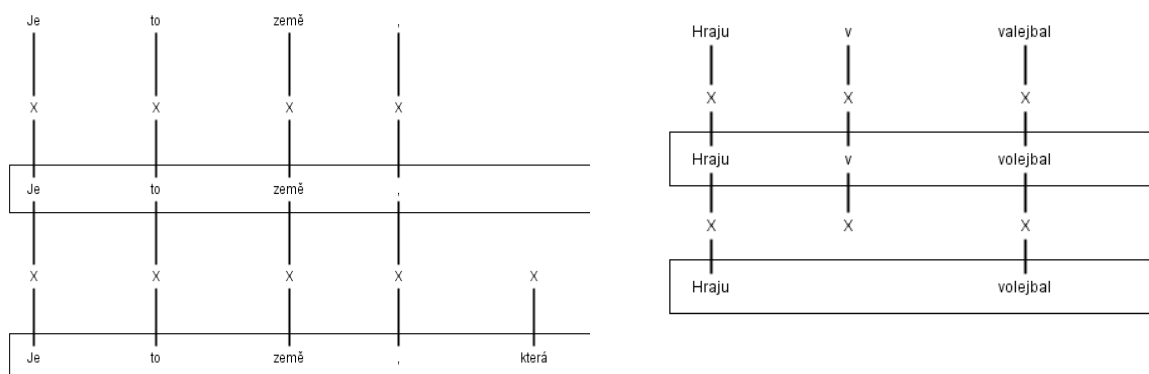 Je to země ,
X X X X
Je to země ,
X X X X X
Je to země , která
Hraju v valejbal
X X X
Hraju v volejbal
X X X
Hraju volejbal